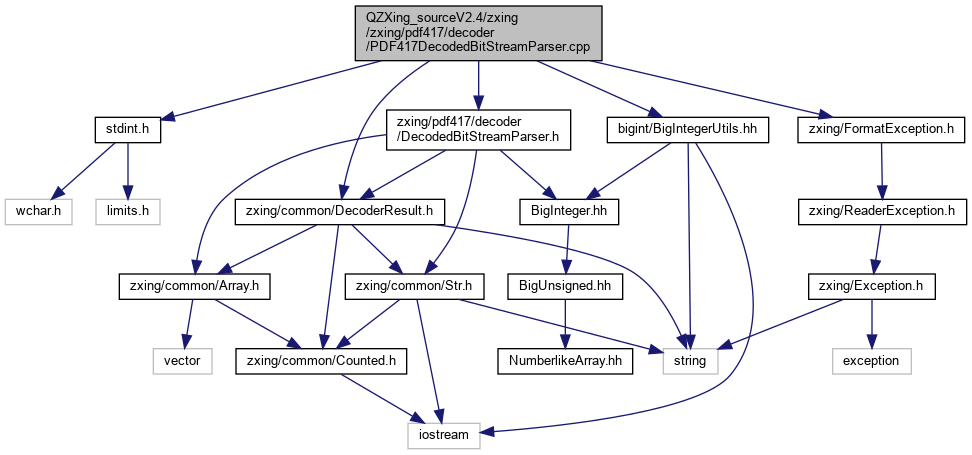 QZXing_sourceV2.4/zxing
/zxing/pdf417/decoder
/PDF417DecodedBitStreamParser.cpp
stdint.h
zxing/pdf417/decoder
/DecodedBitStreamParser.h
bigint/BigIntegerUtils.hh
zxing/FormatException.h
wchar.h
limits.h
zxing/common/DecoderResult.h
BigInteger.hh
zxing/ReaderException.h
zxing/common/Array.h
zxing/common/Str.h
BigUnsigned.hh
zxing/Exception.h
vector
zxing/common/Counted.h
NumberlikeArray.hh
string
exception
iostream